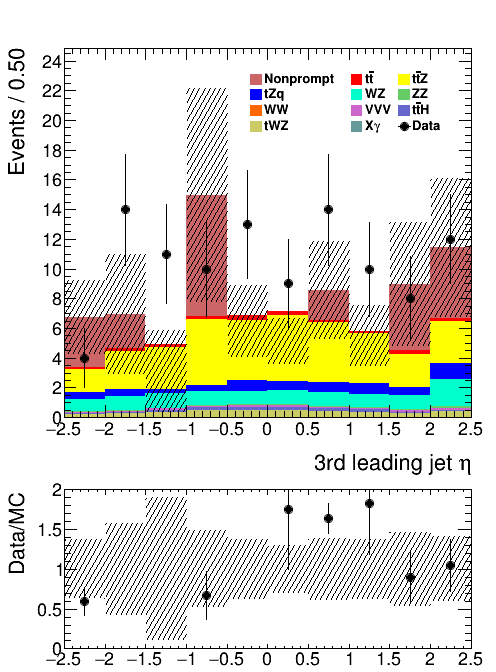 Events / 0.50
24
22
20
18
16
14
12
10
8
6
4
2
0
Nonprompt tt̄ tt̄Z
tZq WZ ZZ
WW VVV tt̄H
tWZ Xγ Data
−2.5 −2 −1.5 −1 −0.5 0 0.5 1 1.5 2 2.5
3rd leading jet η
Data/MC
2
1.5
1
0.5
0
−2.5 −2 −1.5 −1 −0.5 0 0.5 1 1.5 2 2.5